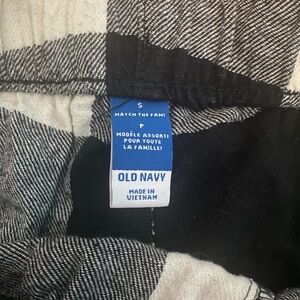 S
MATCH THE FAM!
P
MODÈLE ASSORTI
POUR TOUTE
LA FAMILLE!
OLD NAVY
MADE IN
VIETNAM